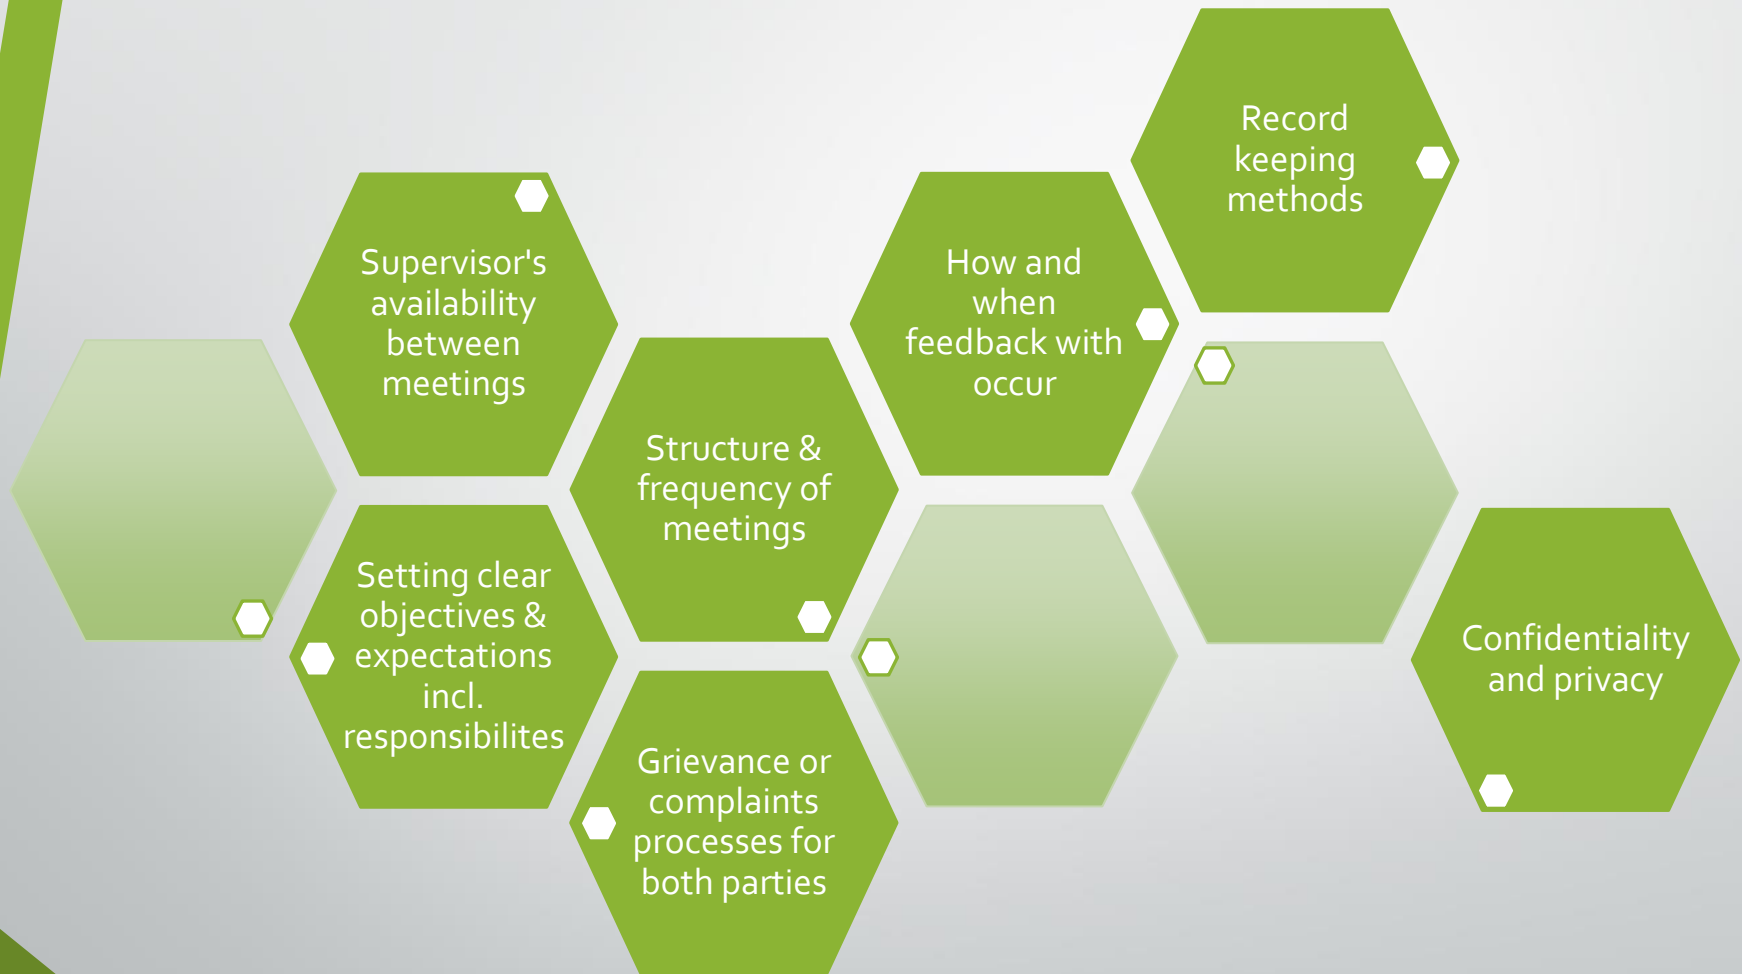 Supervisor's
availability
between
meetings
Setting clear
objectives &
expectations
incl.
responsibilites
Structure &
frequency of
meetings
Grievance or
complaints
processes for
both parties
How and
when
feedback with
occur
Record
keeping
methods
Confidentiality
and privacy